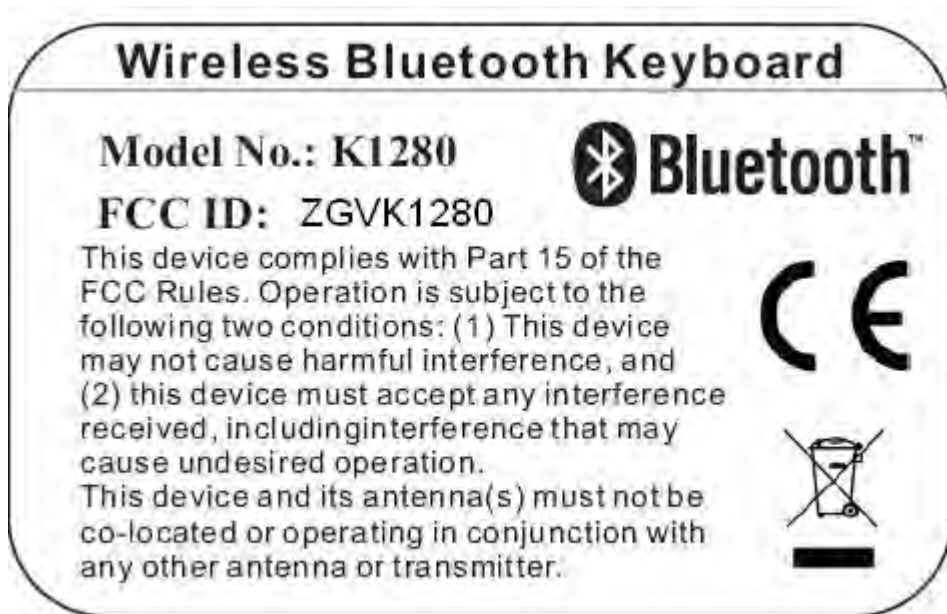 Wireless Bluetooth Keyboard
Model No.: K1280
Bluetooth™
FCC ID: ZGVK1280
This device complies with Part 15 of the
FCC Rules. Operation is subject to the
following two conditions: (1) This device
may not cause harmful interference, and
(2) this device must accept any interference
received, includinginterference that may
cause undesired operation.
This device and its antenna(s) must not be
co-located or operating in conjunction with
any other antenna or transmitter.
CE